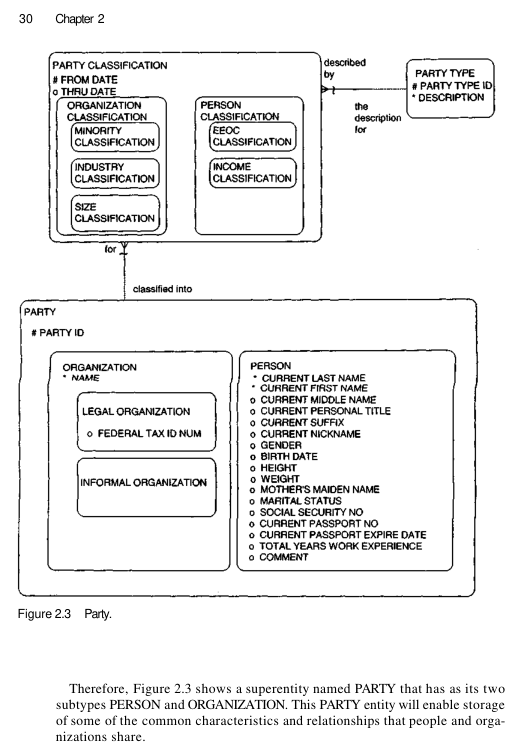 30 Chapter 2
PARTY CLASSIFICATION
# FROM DATE
o THRU DATE
ORGANIZATION
CLASSIFICATION
MINORITY
CLASSIFICATION
INDUSTRY
CLASSIFICATION
SIZE
CLASSIFICATION
PERSON
CLASSIFICATION
EEOC
CLASSIFICATION
INCOME
CLASSIFICATION
described
by
the
description
for
PARTY TYPE
# PARTY TYPE ID
* DESCRIPTION
for
classified into
PARTY
# PARTY ID
ORGANIZATION
* NAME
LEGAL ORGANIZATION
o FEDERAL TAX ID NUM
INFORMAL ORGANIZATION
PERSON
* CURRENT LAST NAME
* CURRENT FIRST NAME
o CURRENT MIDDLE NAME
o CURRENT PERSONAL TITLE
o CURRENT SUFFIX
o CURRENT NICKNAME
o GENDER
o BIRTH DATE
o HEIGHT
o WEIGHT
o MOTHER'S MAIDEN NAME
o MARITAL STATUS
o SOCIAL SECURITY NO
o CURRENT PASSPORT NO
o CURRENT PASSPORT EXPIRE DATE
o TOTAL YEARS WORK EXPERIENCE
o COMMENT
Figure 2.3 Party.
Therefore, Figure 2.3 shows a superentity named PARTY that has as its two
subtypes PERSON and ORGANIZATION. This PARTY entity will enable storage
of some of the common characteristics and relationships that people and orga-
nizations share.